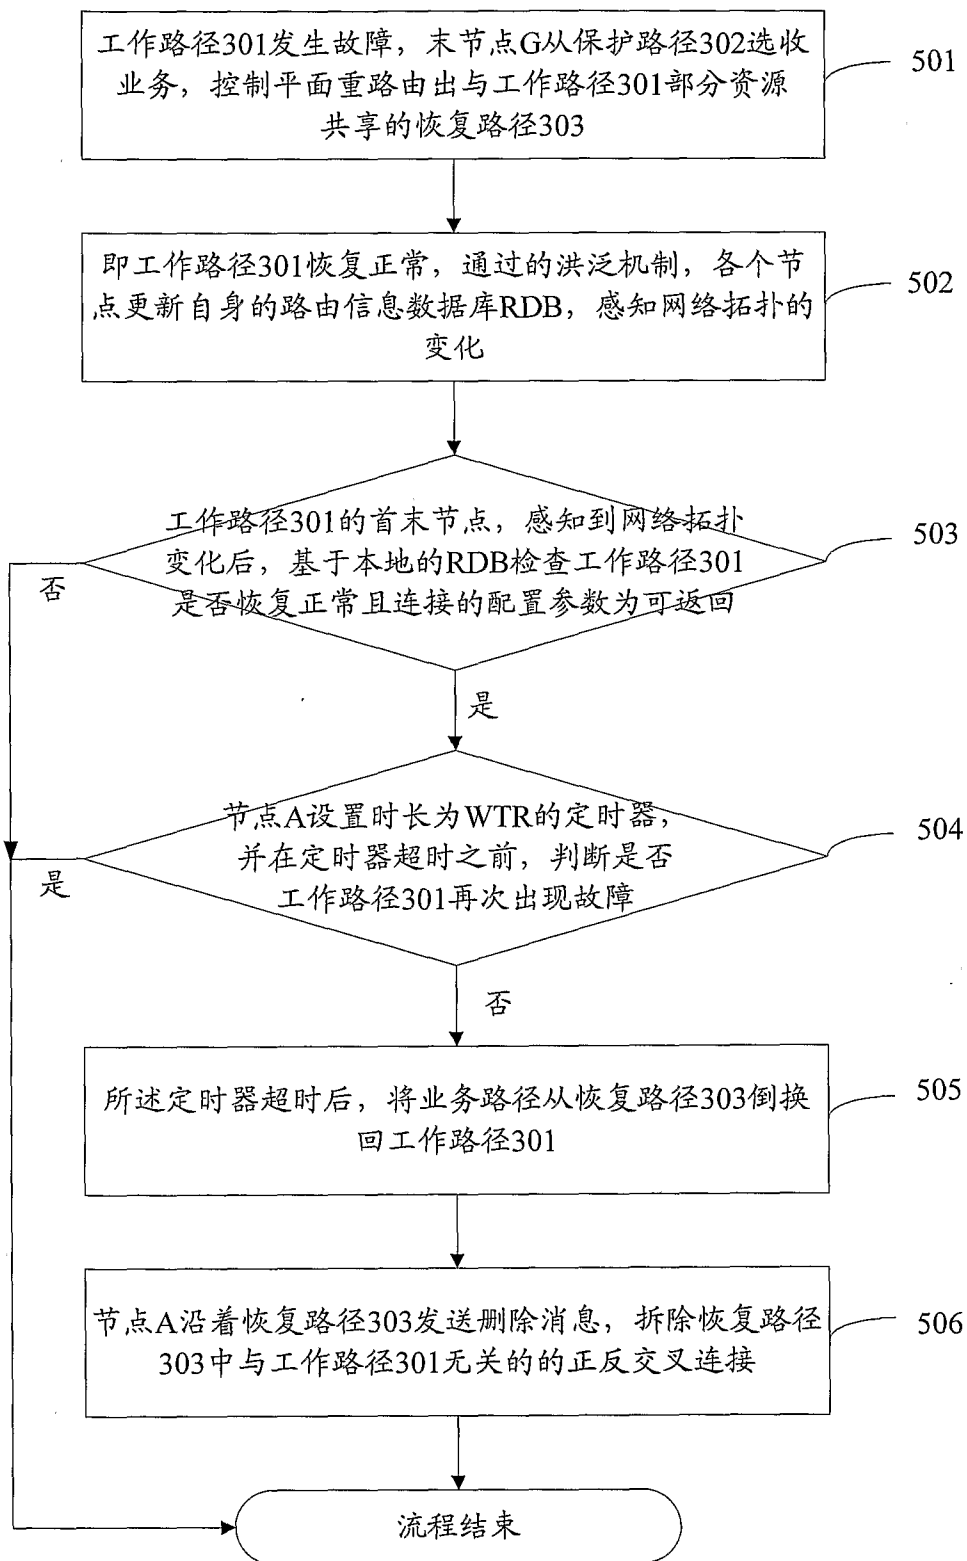 工作路径301发生故障，末节点G从保护路径302选收
业务，控制平面重路由出与工作路径301部分资源
共享的恢复路径303
501
即工作路径301恢复正常，通过的洪泛机制，各个节
点更新自身的路由信息数据库RDB，感知网络拓扑的
变化
502
工作路径301的首末节点，感知到网络拓扑
变化后，基于本地的RDB检查工作路径301
是否恢复正常且连接的配置参数为可返回
503
否
是
节点A设置时长为WTR的定时器，
并在定时器超时之前，判断是否
工作路径301再次出现故障
504
是
否
所述定时器超时后，将业务路径从恢复路径303倒换
回工作路径301
505
节点A沿着恢复路径303发送删除消息，拆除恢复路径
303中与工作路径301无关的的正反交叉连接
506
流程结束